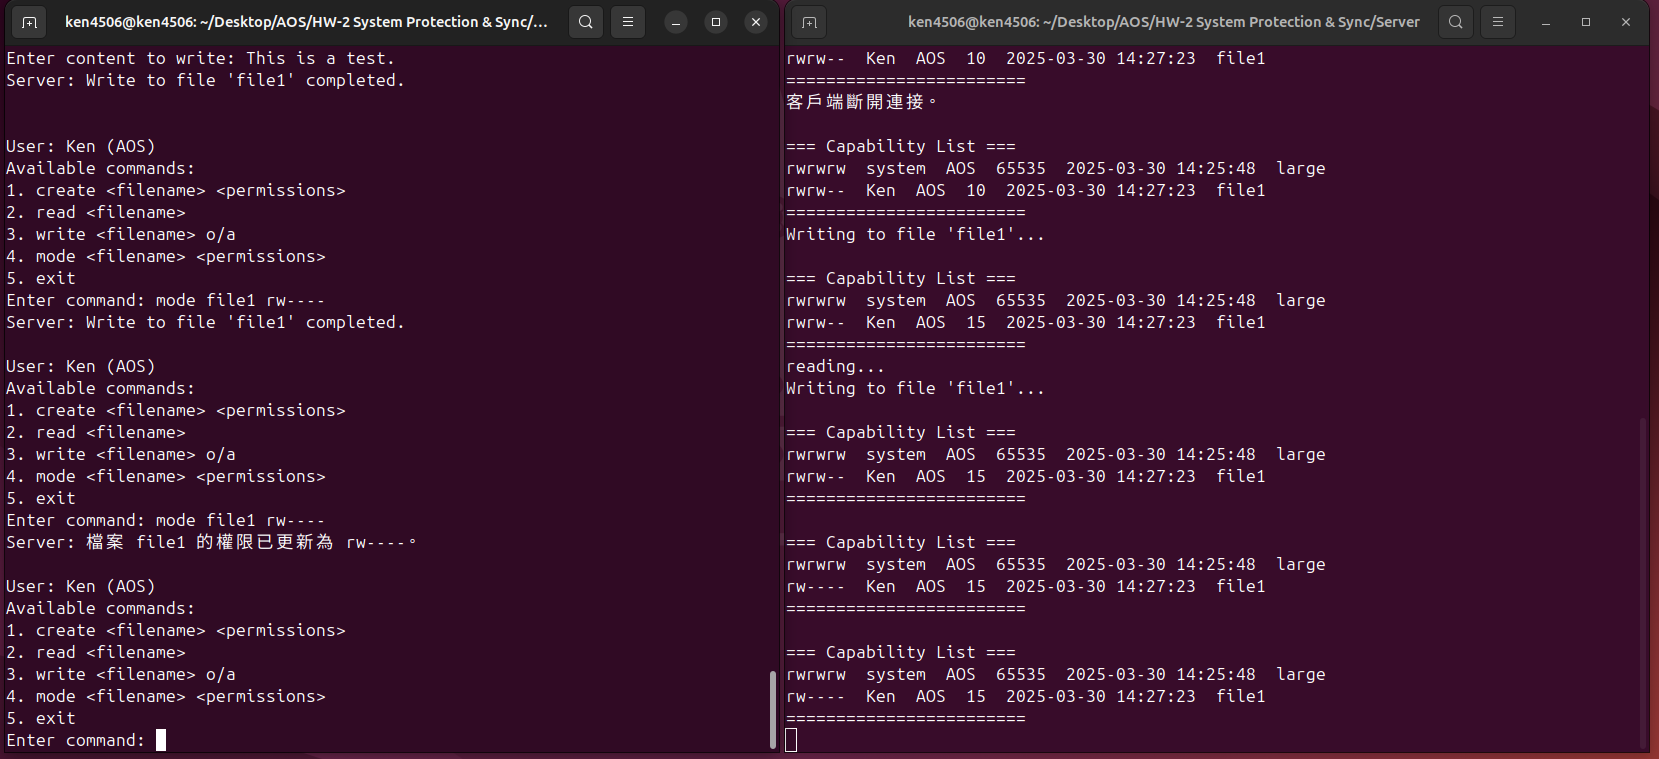 ken4506@ken4506: ~/Desktop/AOS/HW-2 System Protection & Sync/...
Enter content to write: This is a test.
Server: Write to file 'file1' completed.
User: Ken (AOS)
Available commands:
1. create <filename> <permissions>
2. read <filename>
3. write <filename> o/a
4. mode <filename> <permissions>
5. exit
Enter command: mode file1 rw----
Server: Write to file 'file1' completed.
User: Ken (AOS)
Available commands:
1. create <filename> <permissions>
2. read <filename>
3. write <filename> o/a
4. mode <filename> <permissions>
5. exit
Enter command: mode file1 rw----
Server: 檔案 file1 的權限已更新為 rw----。
User: Ken (AOS)
Available commands:
1. create <filename> <permissions>
2. read <filename>
3. write <filename> o/a
4. mode <filename> <permissions>
5. exit
Enter command:
ken4506@ken4506: ~/Desktop/AOS/HW-2 System Protection & Sync/Server
rwrw--  Ken  AOS  10  2025-03-30 14:27:23  file1
========================
客戶端斷開連接。
=== Capability List ===
rwrwrw  system  AOS  65535  2025-03-30 14:25:48  large
rwrw--  Ken  AOS  10  2025-03-30 14:27:23  file1
========================
Writing to file 'file1'...
=== Capability List ===
rwrwrw  system  AOS  65535  2025-03-30 14:25:48  large
rwrw--  Ken  AOS  15  2025-03-30 14:27:23  file1
========================
reading...
Writing to file 'file1'...
=== Capability List ===
rwrwrw  system  AOS  65535  2025-03-30 14:25:48  large
rwrw--  Ken  AOS  15  2025-03-30 14:27:23  file1
========================
=== Capability List ===
rwrwrw  system  AOS  65535  2025-03-30 14:25:48  large
rw----  Ken  AOS  15  2025-03-30 14:27:23  file1
========================
=== Capability List ===
rwrwrw  system  AOS  65535  2025-03-30 14:25:48  large
rw----  Ken  AOS  15  2025-03-30 14:27:23  file1
========================